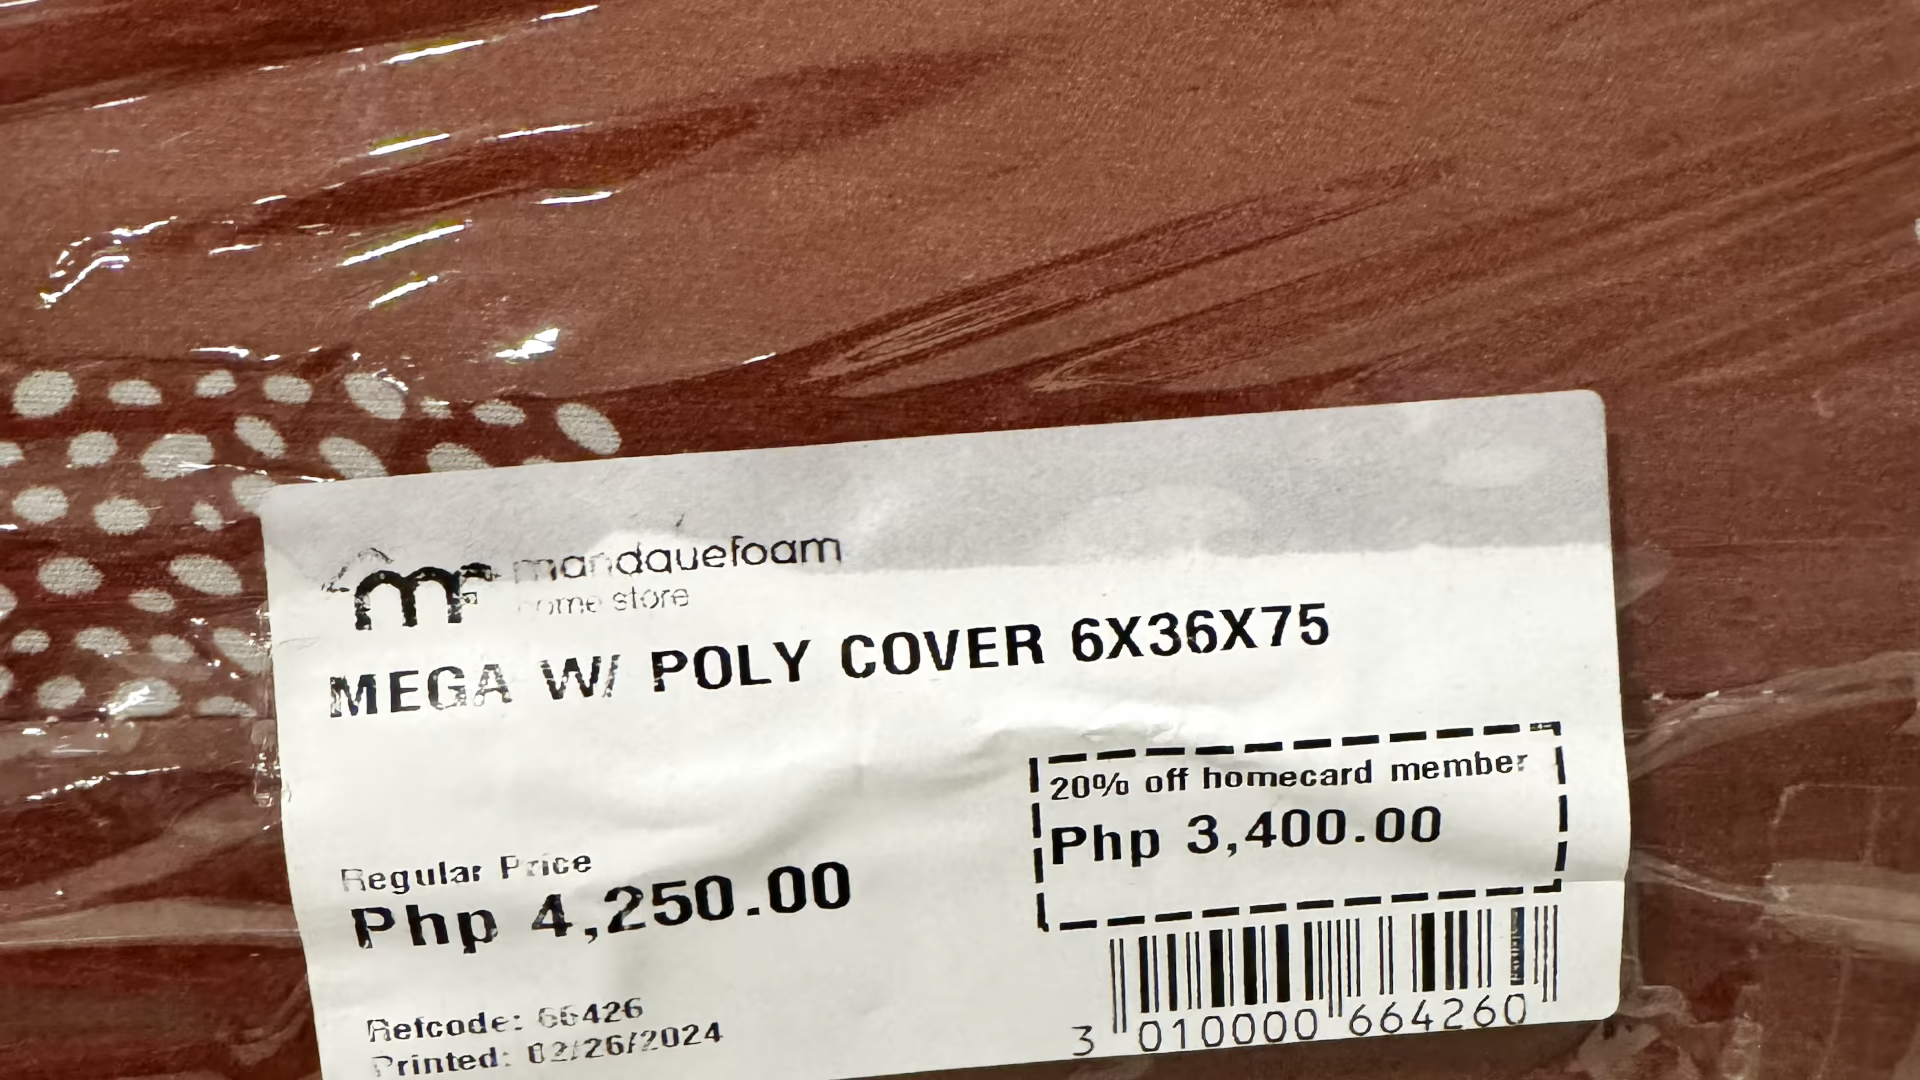 mandauefoam
home store
MEGA W/ POLY COVER 6X36X75
20% off homecard member
Php 3,400.00
Regular Price
Php 4,250.00
Refcode: 66426
Printed: 02/26/2024
3 010000 664260